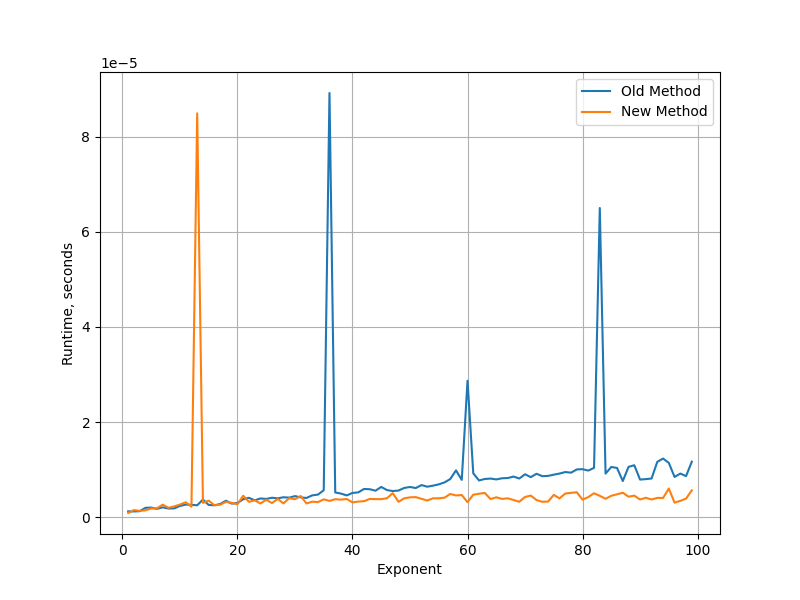 1e−5
Old Method
New Method
8
6
4
2
0
Runtime, seconds
0 20 40 60 80 100
Exponent